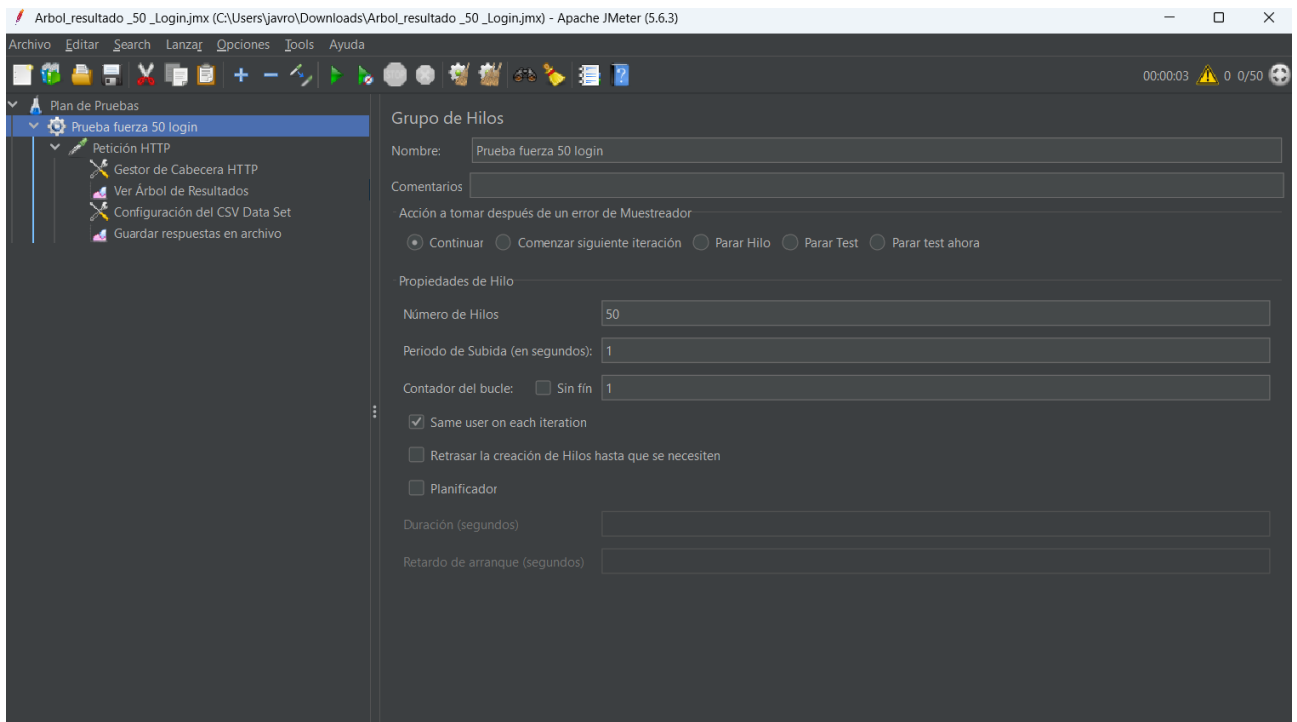 Arbol_resultado _50 _Login.jmx (C:\Users\javro\Downloads\Arbol_resultado _50 _Login.jmx) - Apache JMeter (5.6.3)
Archivo Editar Search Lanzar Opciones Tools Ayuda
00:00:03 0 0/50
Plan de Pruebas
Prueba fuerza 50 login
Petición HTTP
Gestor de Cabecera HTTP
Ver Árbol de Resultados
Configuración del CSV Data Set
Guardar respuestas en archivo
Grupo de Hilos
Nombre: Prueba fuerza 50 login
Comentarios
Acción a tomar después de un error de Muestreador
Continuar Comenzar siguiente iteración Parar Hilo Parar Test Parar test ahora
Propiedades de Hilo
Número de Hilos 50
Periodo de Subida (en segundos): 1
Contador del bucle: Sin fín 1
Same user on each iteration
Retrasar la creación de Hilos hasta que se necesiten
Planificador
Duración (segundos)
Retardo de arranque (segundos)